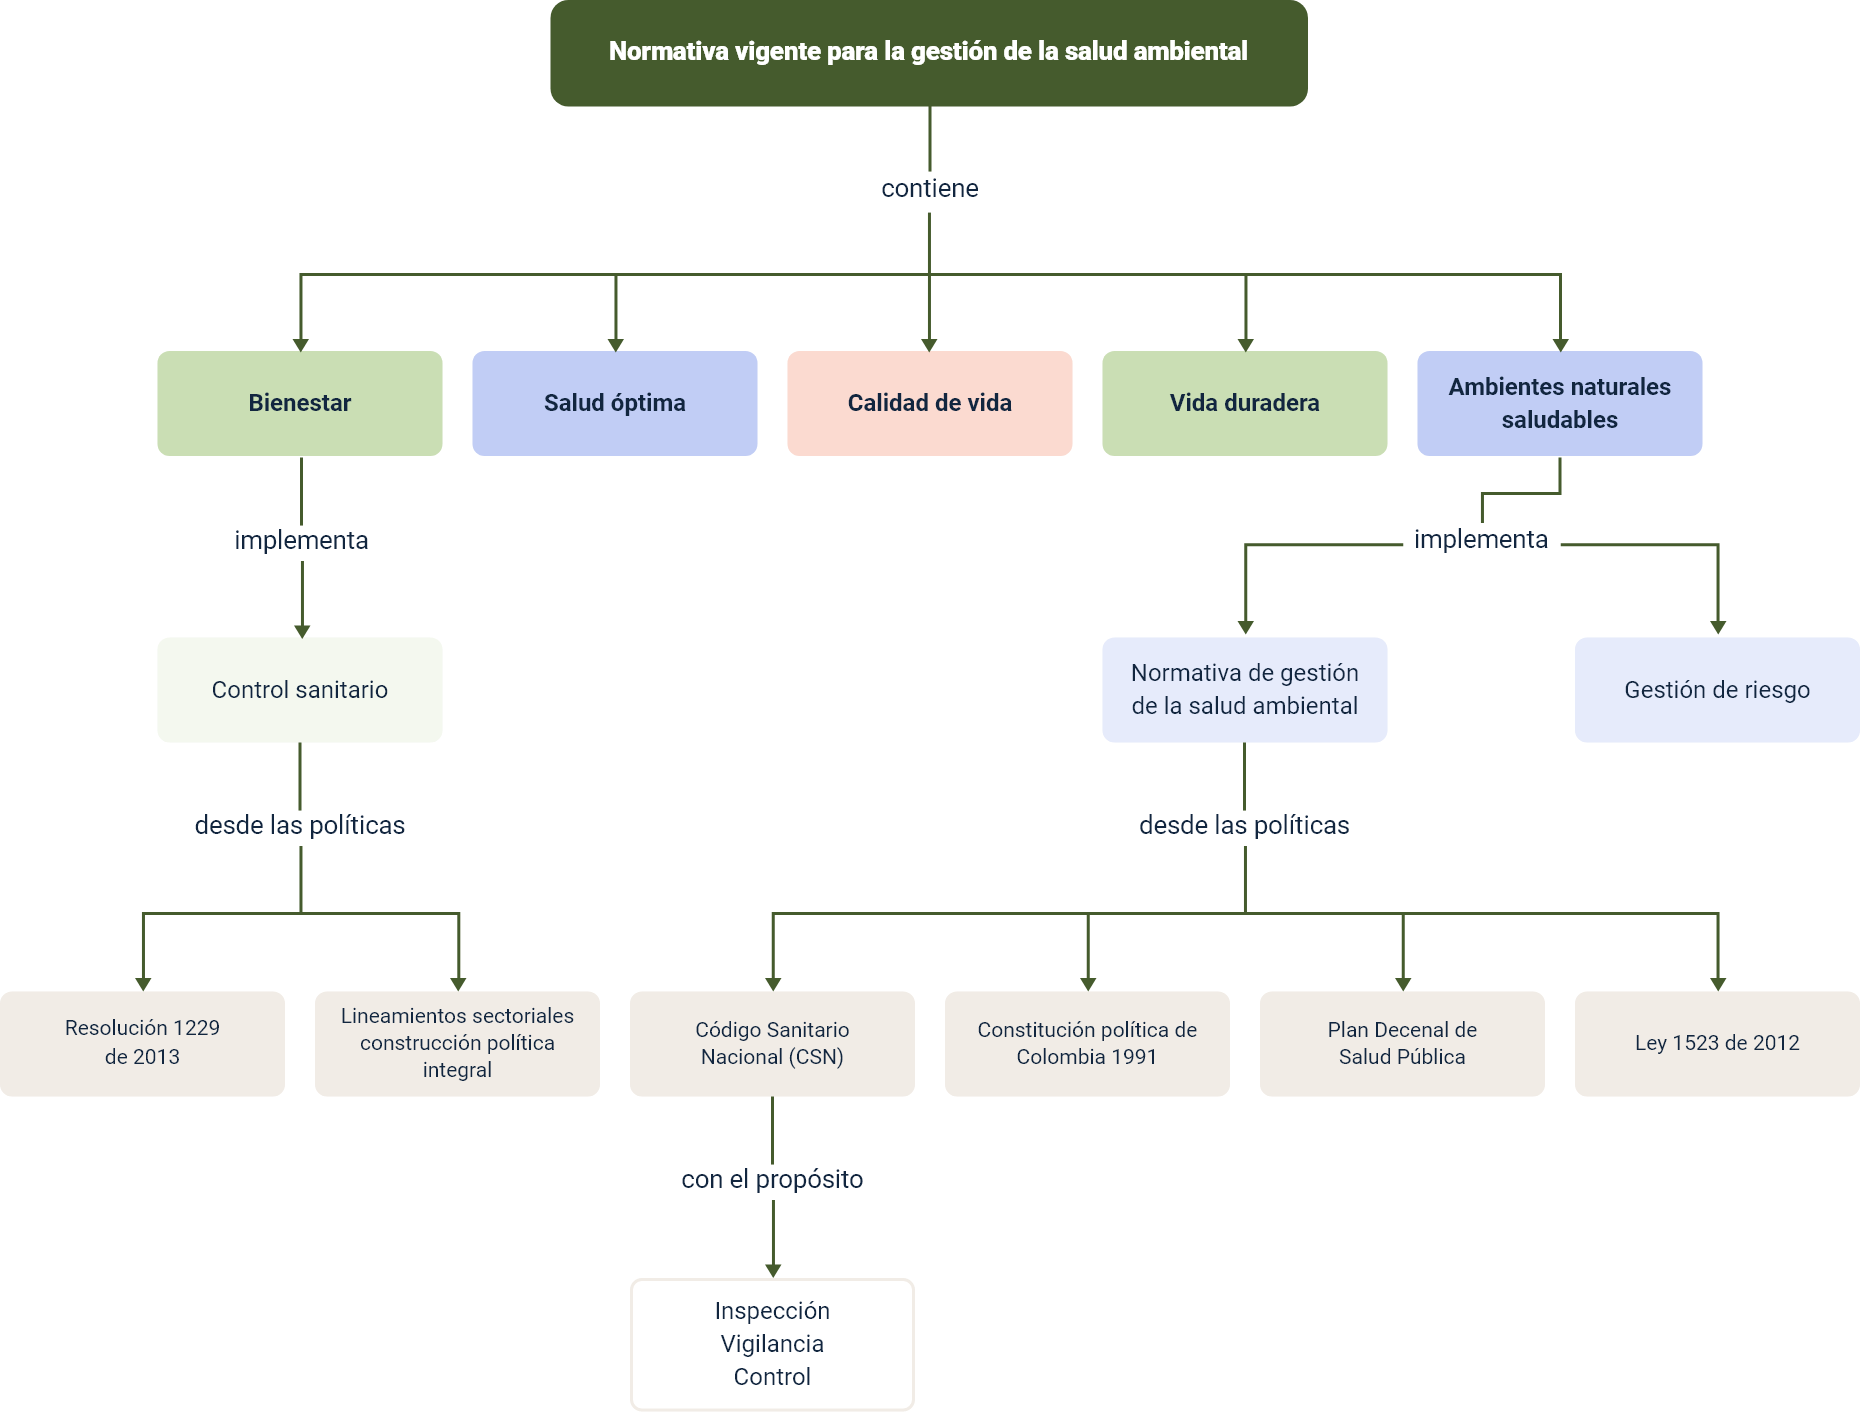 Normativa vigente para la gestión de la salud ambiental
contiene
Bienestar
Salud óptima
Calidad de vida
Vida duradera
Ambientes naturales
saludables
implementa
implementa
Control sanitario
Normativa de gestión
de la salud ambiental
Gestión de riesgo
desde las políticas
desde las políticas
Resolución 1229
de 2013
Lineamientos sectoriales
construcción política
integral
Código Sanitario
Nacional (CSN)
Constitución política de
Colombia 1991
Plan Decenal de
Salud Pública
Ley 1523 de 2012
con el propósito
Inspección
Vigilancia
Control